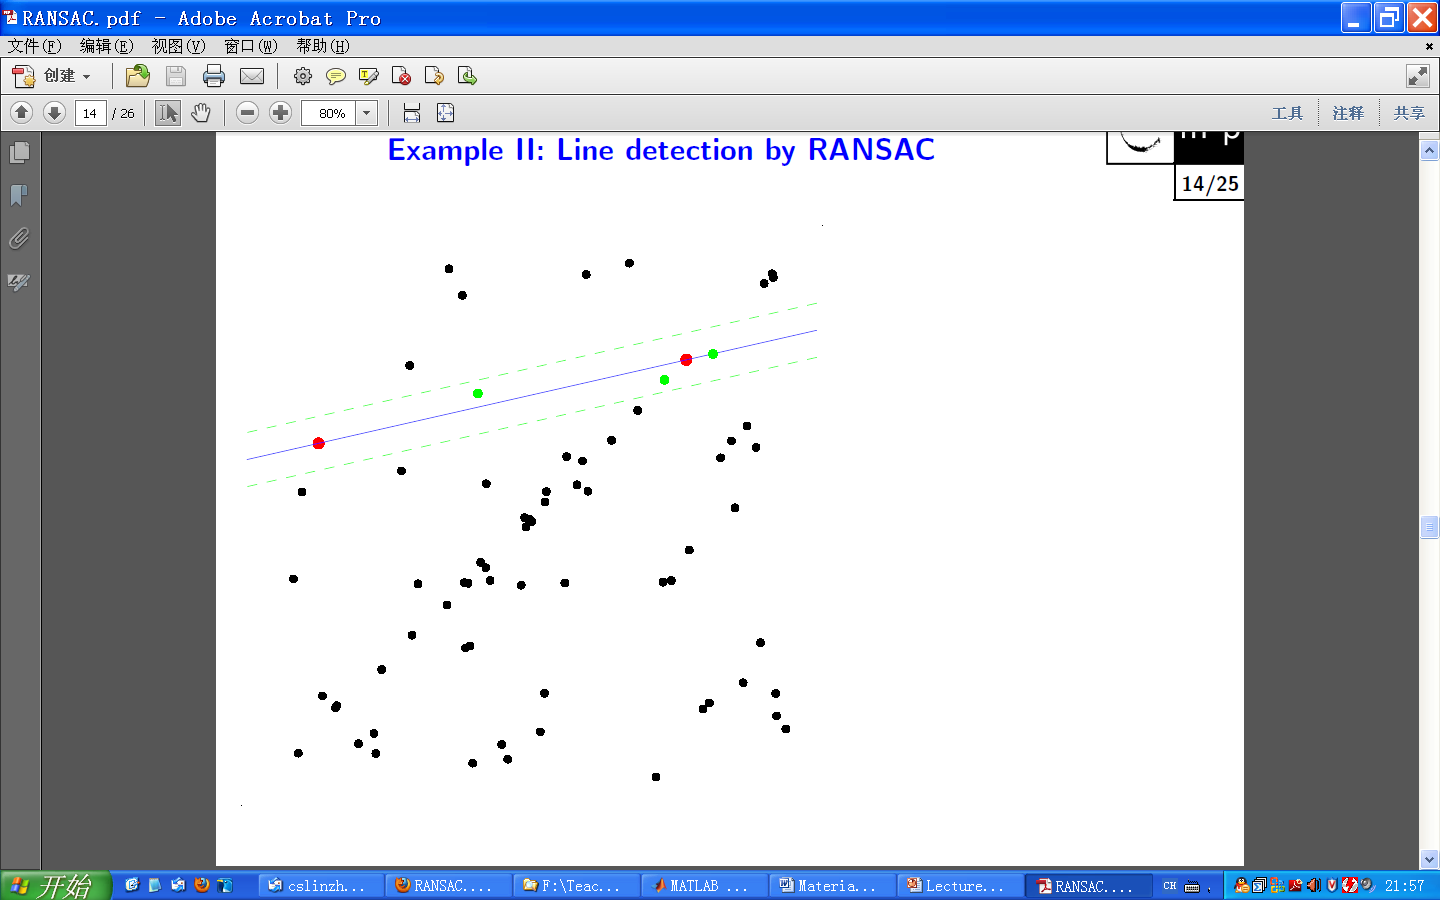 RANSAC.pdf - Adobe Acrobat Pro
文件(F) 编辑(E) 视图(V) 窗口(W) 帮助(H)
创建
14 / 26 80% 工具 注释 共享
Example II: Line detection by RANSAC
m p
14/25
开始 cslinzh... RANSAC.... F:\Teac... MATLAB ... Materia... Lecture... RANSAC.... CH 21:57